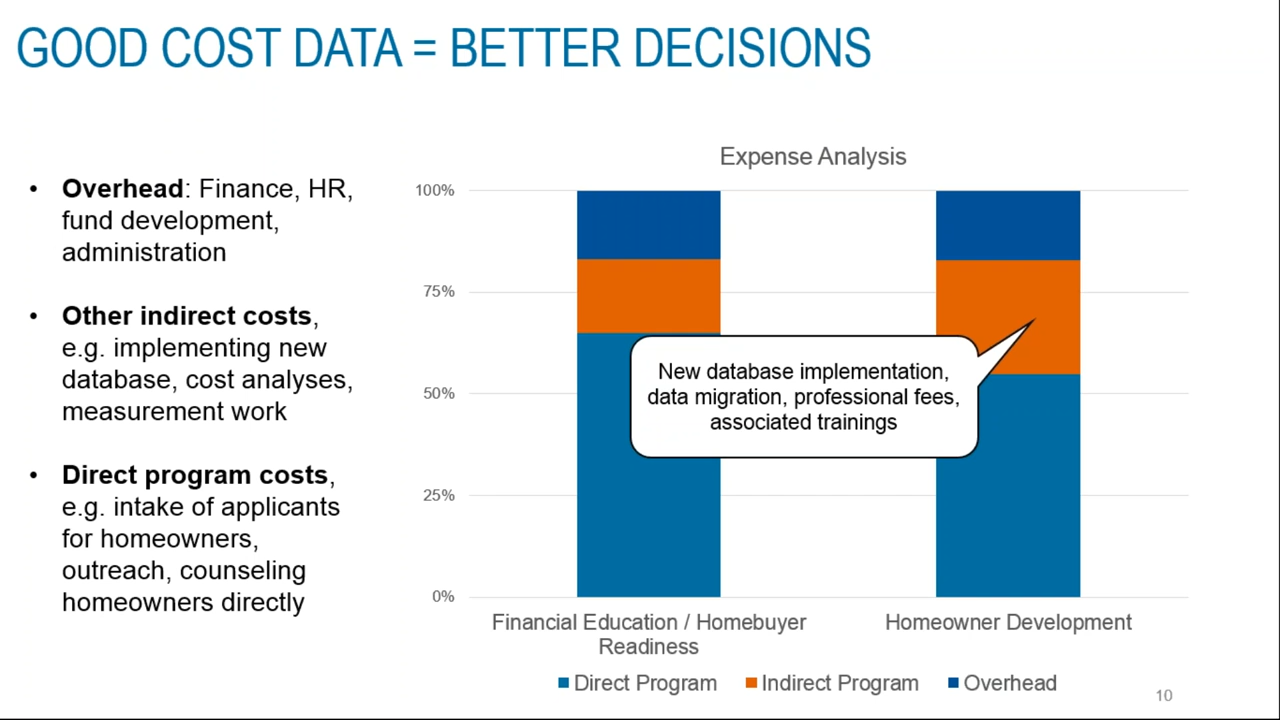 GOOD COST DATA = BETTER DECISIONS
• Overhead: Finance, HR,
fund development,
administration
• Other indirect costs,
e.g. implementing new
database, cost analyses,
measurement work
• Direct program costs,
e.g. intake of applicants
for homeowners,
outreach, counseling
homeowners directly
Expense Analysis
100%
75%
50%
25%
0%
New database implementation,
data migration, professional fees,
associated trainings
Financial Education / Homebuyer
Readiness
Homeowner Development
Direct Program
Indirect Program
Overhead
10